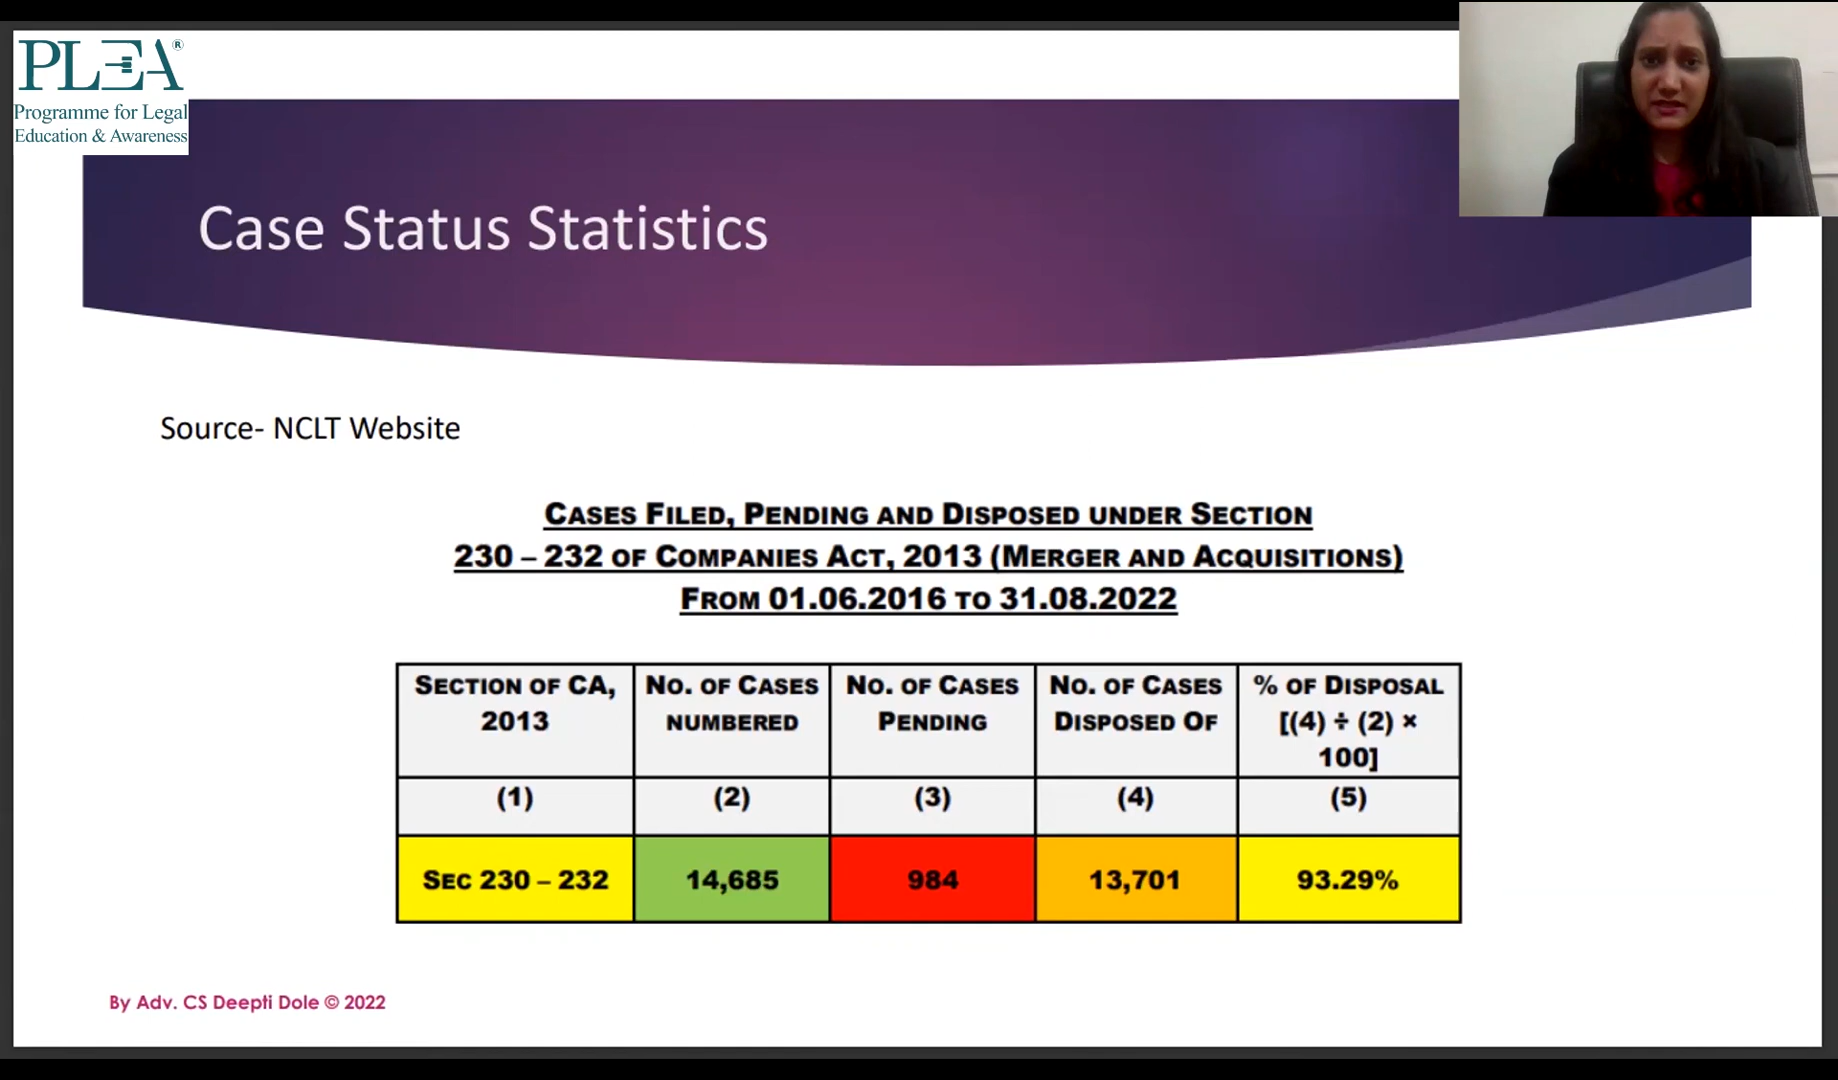 PLEA®
Programme for Legal
Education & Awareness
Case Status Statistics
Source- NCLT Website
CASES FILED, PENDING AND DISPOSED UNDER SECTION
230 – 232 OF COMPANIES ACT, 2013 (MERGER AND ACQUISITIONS)
FROM 01.06.2016 TO 31.08.2022
SECTION OF CA,
2013
NO. OF CASES
NUMBERED
NO. OF CASES
PENDING
NO. OF CASES
DISPOSED OF
% OF DISPOSAL
[(4) ÷ (2) ×
100]
(1)
(2)
(3)
(4)
(5)
SEC 230 – 232
14,685
984
13,701
93.29%
By Adv. CS Deepti Dole © 2022